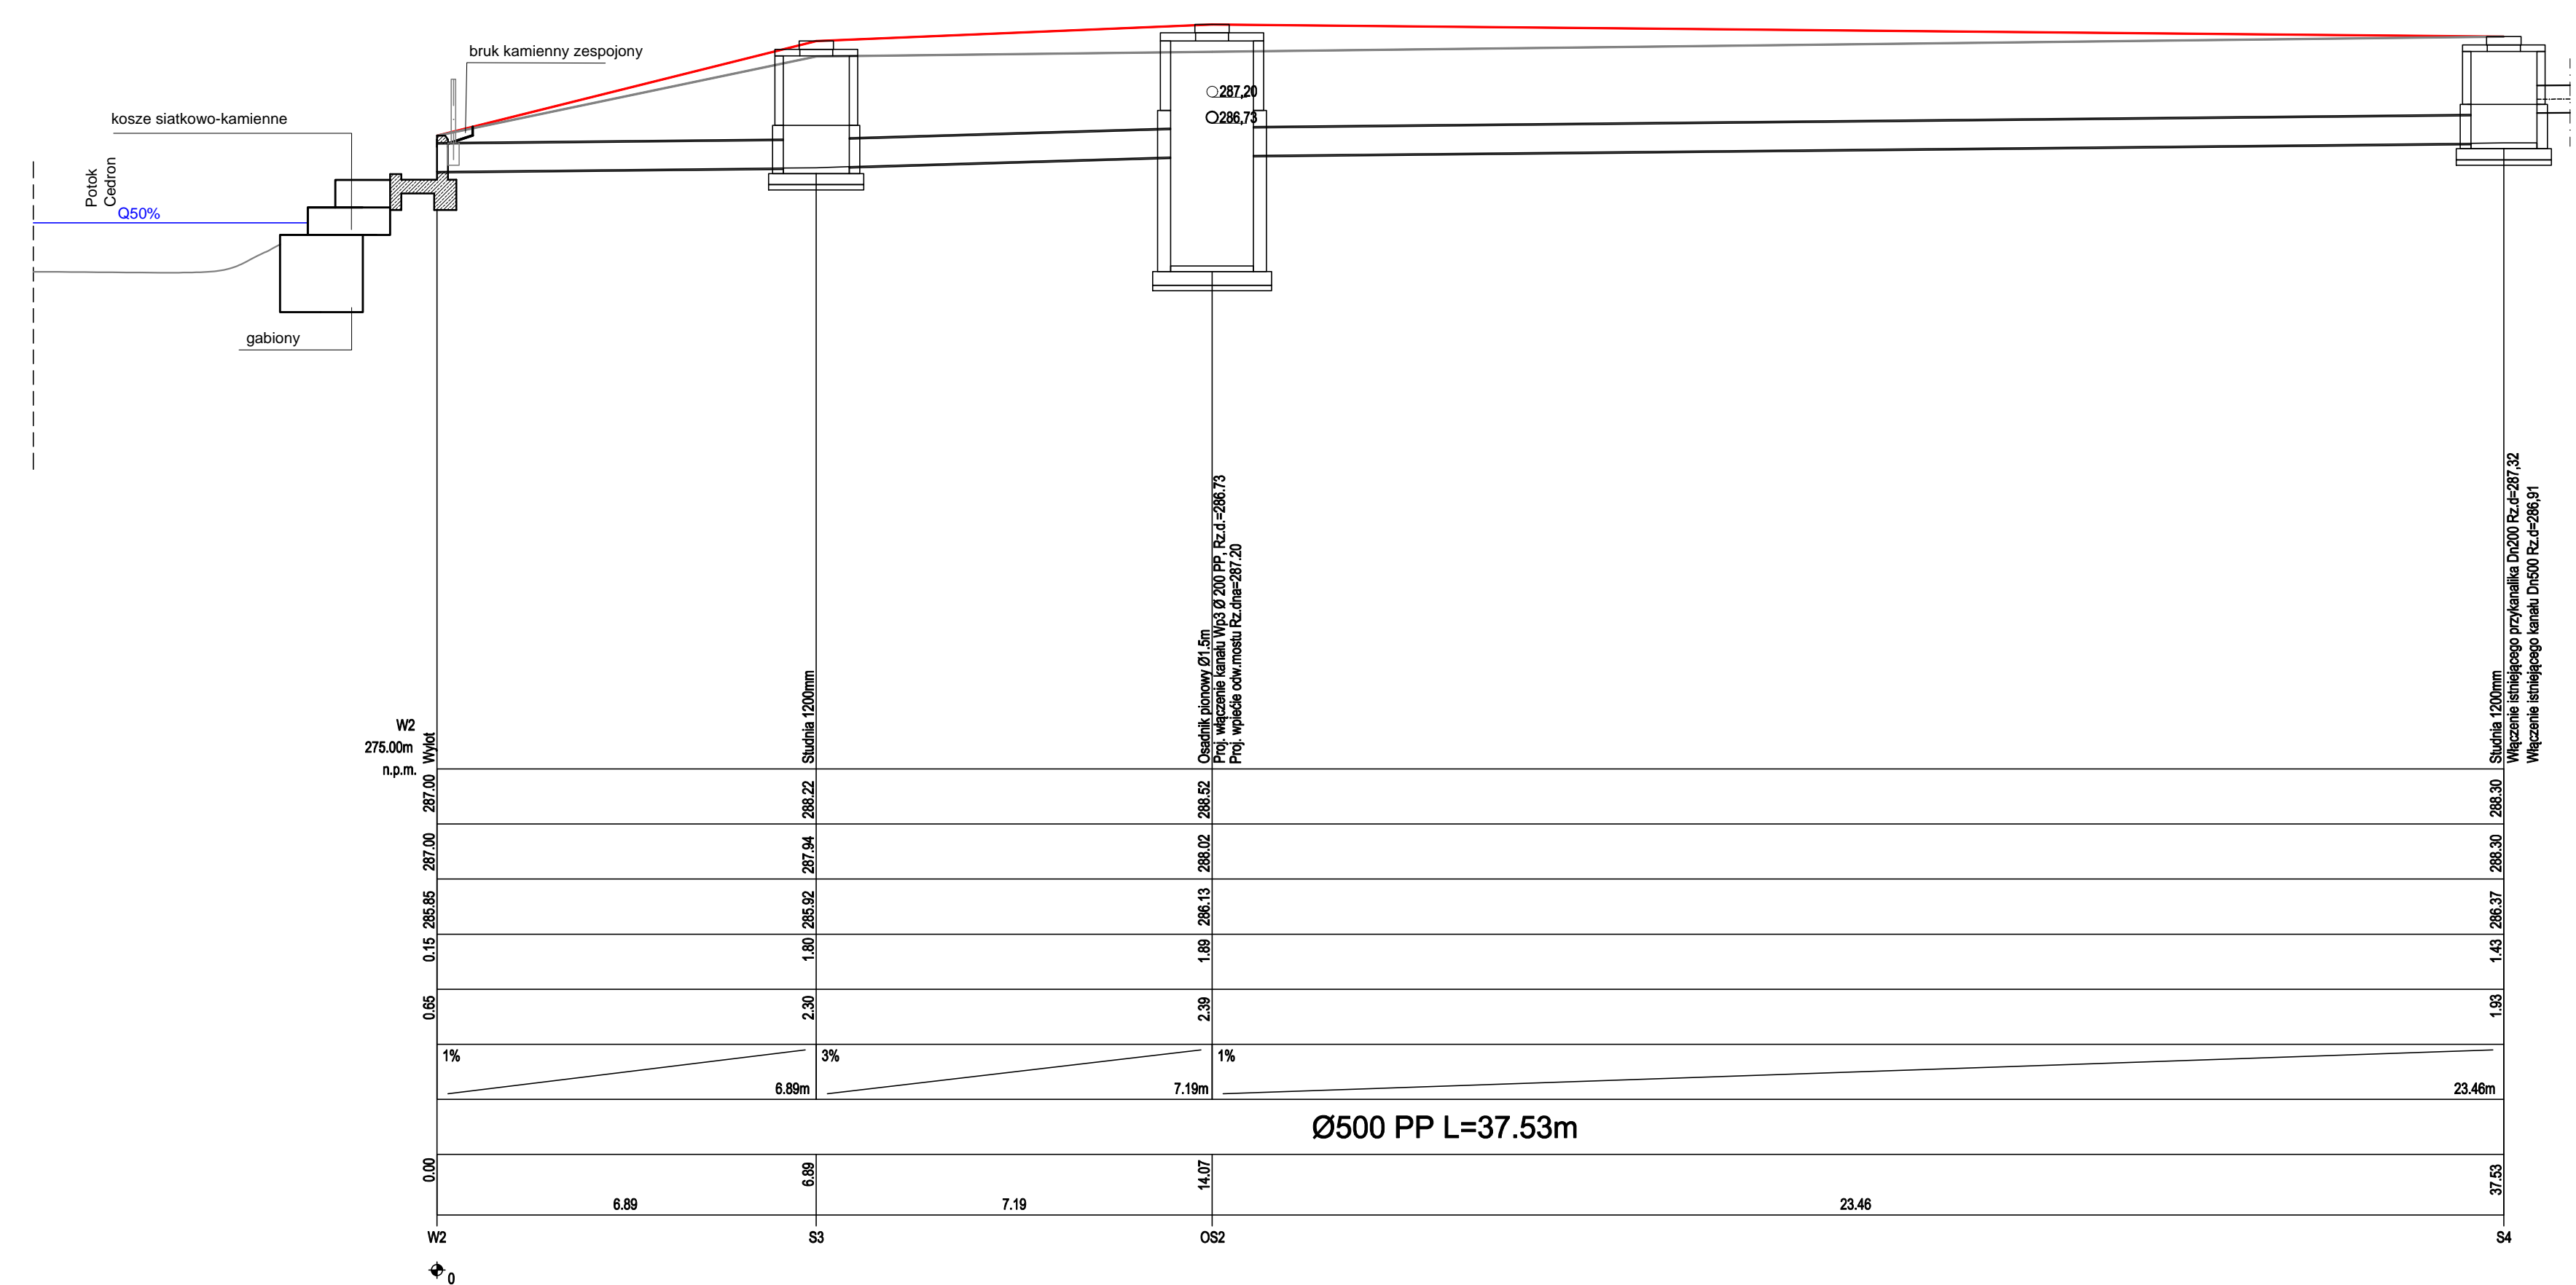 bruk kamienny zespojony
kosze siatkowo-kamienne
Potok
Cedron
Q50%
gabiony
287,20
286,73
W2
275.00m
n.p.m.
Wylot
Studnia 1200mm
Osadnik pionowy Ø1.5m
Proj. włączenie kanału Wp3 Ø 200 PP, Rz.d.=286.73
Proj. wpięcie odw.mostu Rz.dna=287.20
Studnia 1200mm
Włączenie istniejącego przykanalika Dn200 Rz.d=287,32
Włączenie istniejącego kanału Dn500 Rz.d=286,91
287.00 288.22 288.52 288.30
287.00 287.94 288.02 288.30
285.85 285.92 286.13 286.37
0.15 1.80 1.89 1.43
0.65 2.30 2.39 1.93
1% 3% 1%
6.89m 7.19m 23.46m
Ø500 PP L=37.53m
0.00 6.89 14.07 37.53
6.89 7.19 23.46
W2 S3 OS2 S4
0